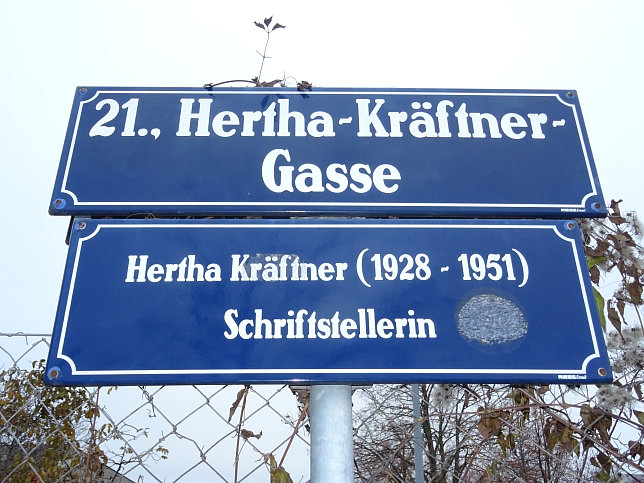 21., Hertha-Kräftner-
Gasse
Hertha Kräftner (1928 - 1951)
Schriftstellerin